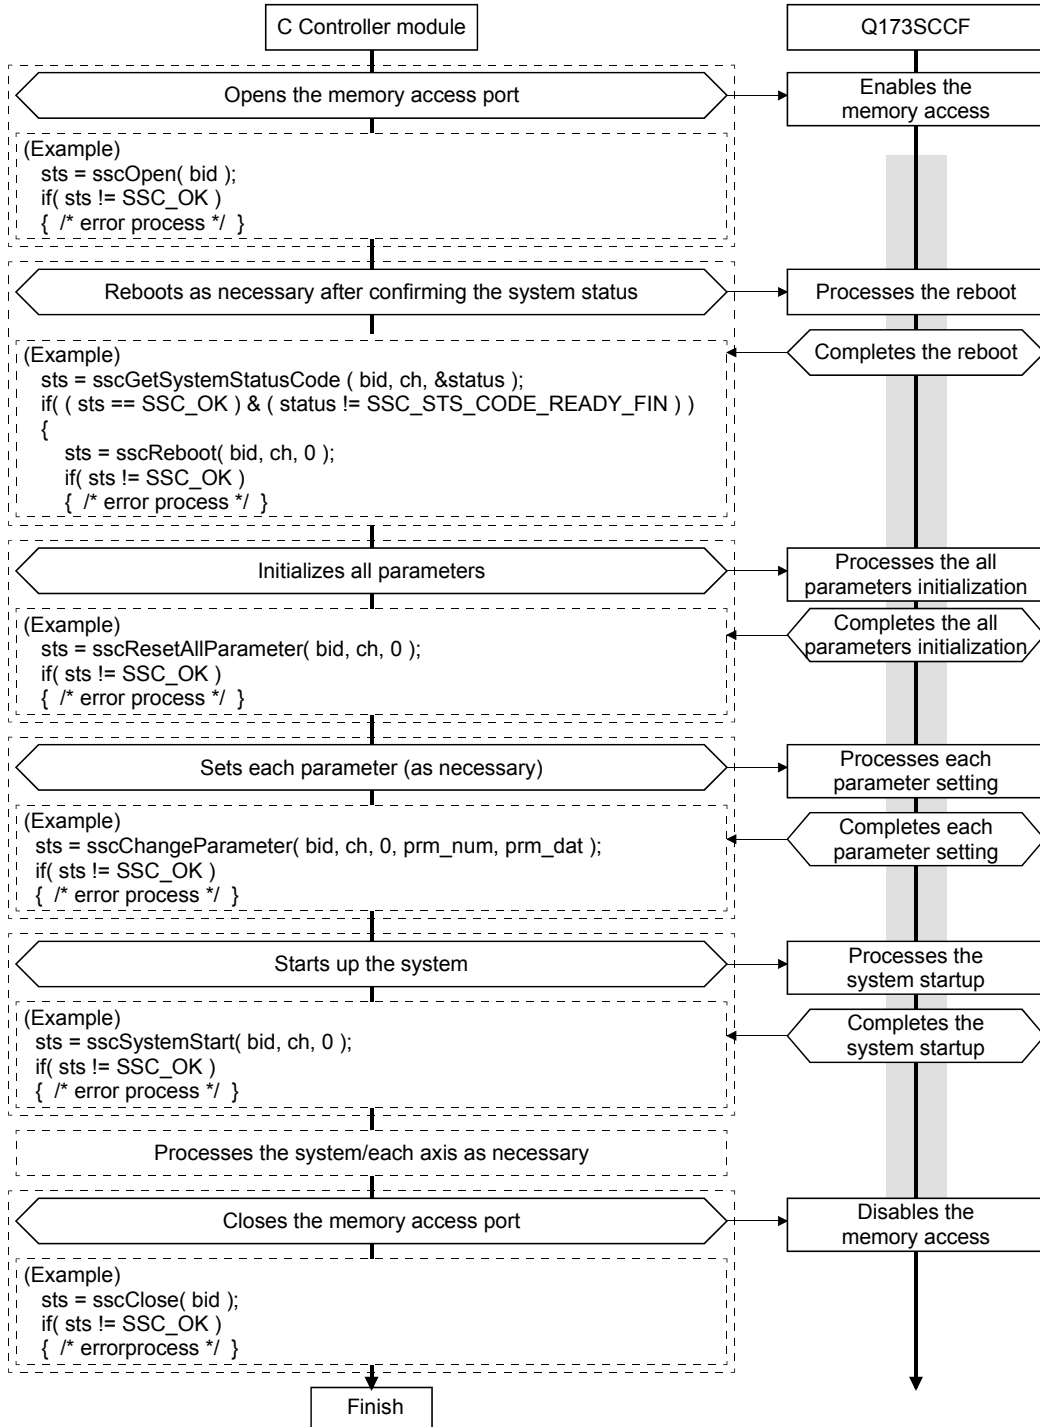 C Controller module
Q173SCCF
Opens the memory access port
Enables the
memory access
(Example)
sts = sscOpen( bid );
if( sts != SSC_OK )
{ /* error process */ }
Reboots as necessary after confirming the system status
Processes the reboot
Completes the reboot
(Example)
sts = sscGetSystemStatusCode ( bid, ch, &status );
if( ( sts == SSC_OK ) & ( status != SSC_STS_CODE_READY_FIN ) )
{
sts = sscReboot( bid, ch, 0 );
if( sts != SSC_OK )
{ /* error process */ }
Initializes all parameters
Processes the all
parameters initialization
Completes the all
parameters initialization
(Example)
sts = sscResetAllParameter( bid, ch, 0 );
if( sts != SSC_OK )
{ /* error process */ }
Sets each parameter (as necessary)
Processes each
parameter setting
Completes each
parameter setting
(Example)
sts = sscChangeParameter( bid, ch, 0, prm_num, prm_dat );
if( sts != SSC_OK )
{ /* error process */ }
Starts up the system
Processes the
system startup
Completes the
system startup
(Example)
sts = sscSystemStart( bid, ch, 0 );
if( sts != SSC_OK )
{ /* error process */ }
Processes the system/each axis as necessary
Closes the memory access port
Disables the
memory access
(Example)
sts = sscClose( bid );
if( sts != SSC_OK )
{ /* errorprocess */ }
Finish